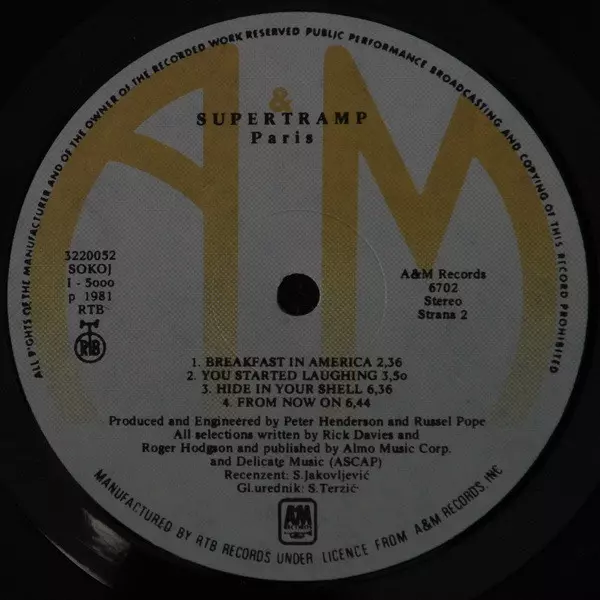 ALL RIGHTS OF THE MANUFACTURER AND OF THE OWNER OF THE RECORDED WORK RESERVED PUBLIC PERFORMANCE BROADCASTING AND COPYING OF THIS RECORD PROHIBITED
A & M
SUPERTRAMP
Paris
3220052
SOKOJ
I - 5000
p 1981
RTB
RTB
A&M Records
6702
Stereo
Strana 2
1. BREAKFAST IN AMERICA 2,36
2. YOU STARTED LAUGHING 3,5o
3. HIDE IN YOUR SHELL 6,36
4. FROM NOW ON 6,44
Produced and Engineered by Peter Henderson and Russel Pope
All selections written by Rick Davies and
Roger Hodgson and published by Almo Music Corp.
and Delicate Music (ASCAP)
Recenzent: S.Jakovljević
Gl.urednik: S.Terzić
A&M
MANUFACTURED BY RTB RECORDS UNDER LICENCE FROM A&M RECORDS INC